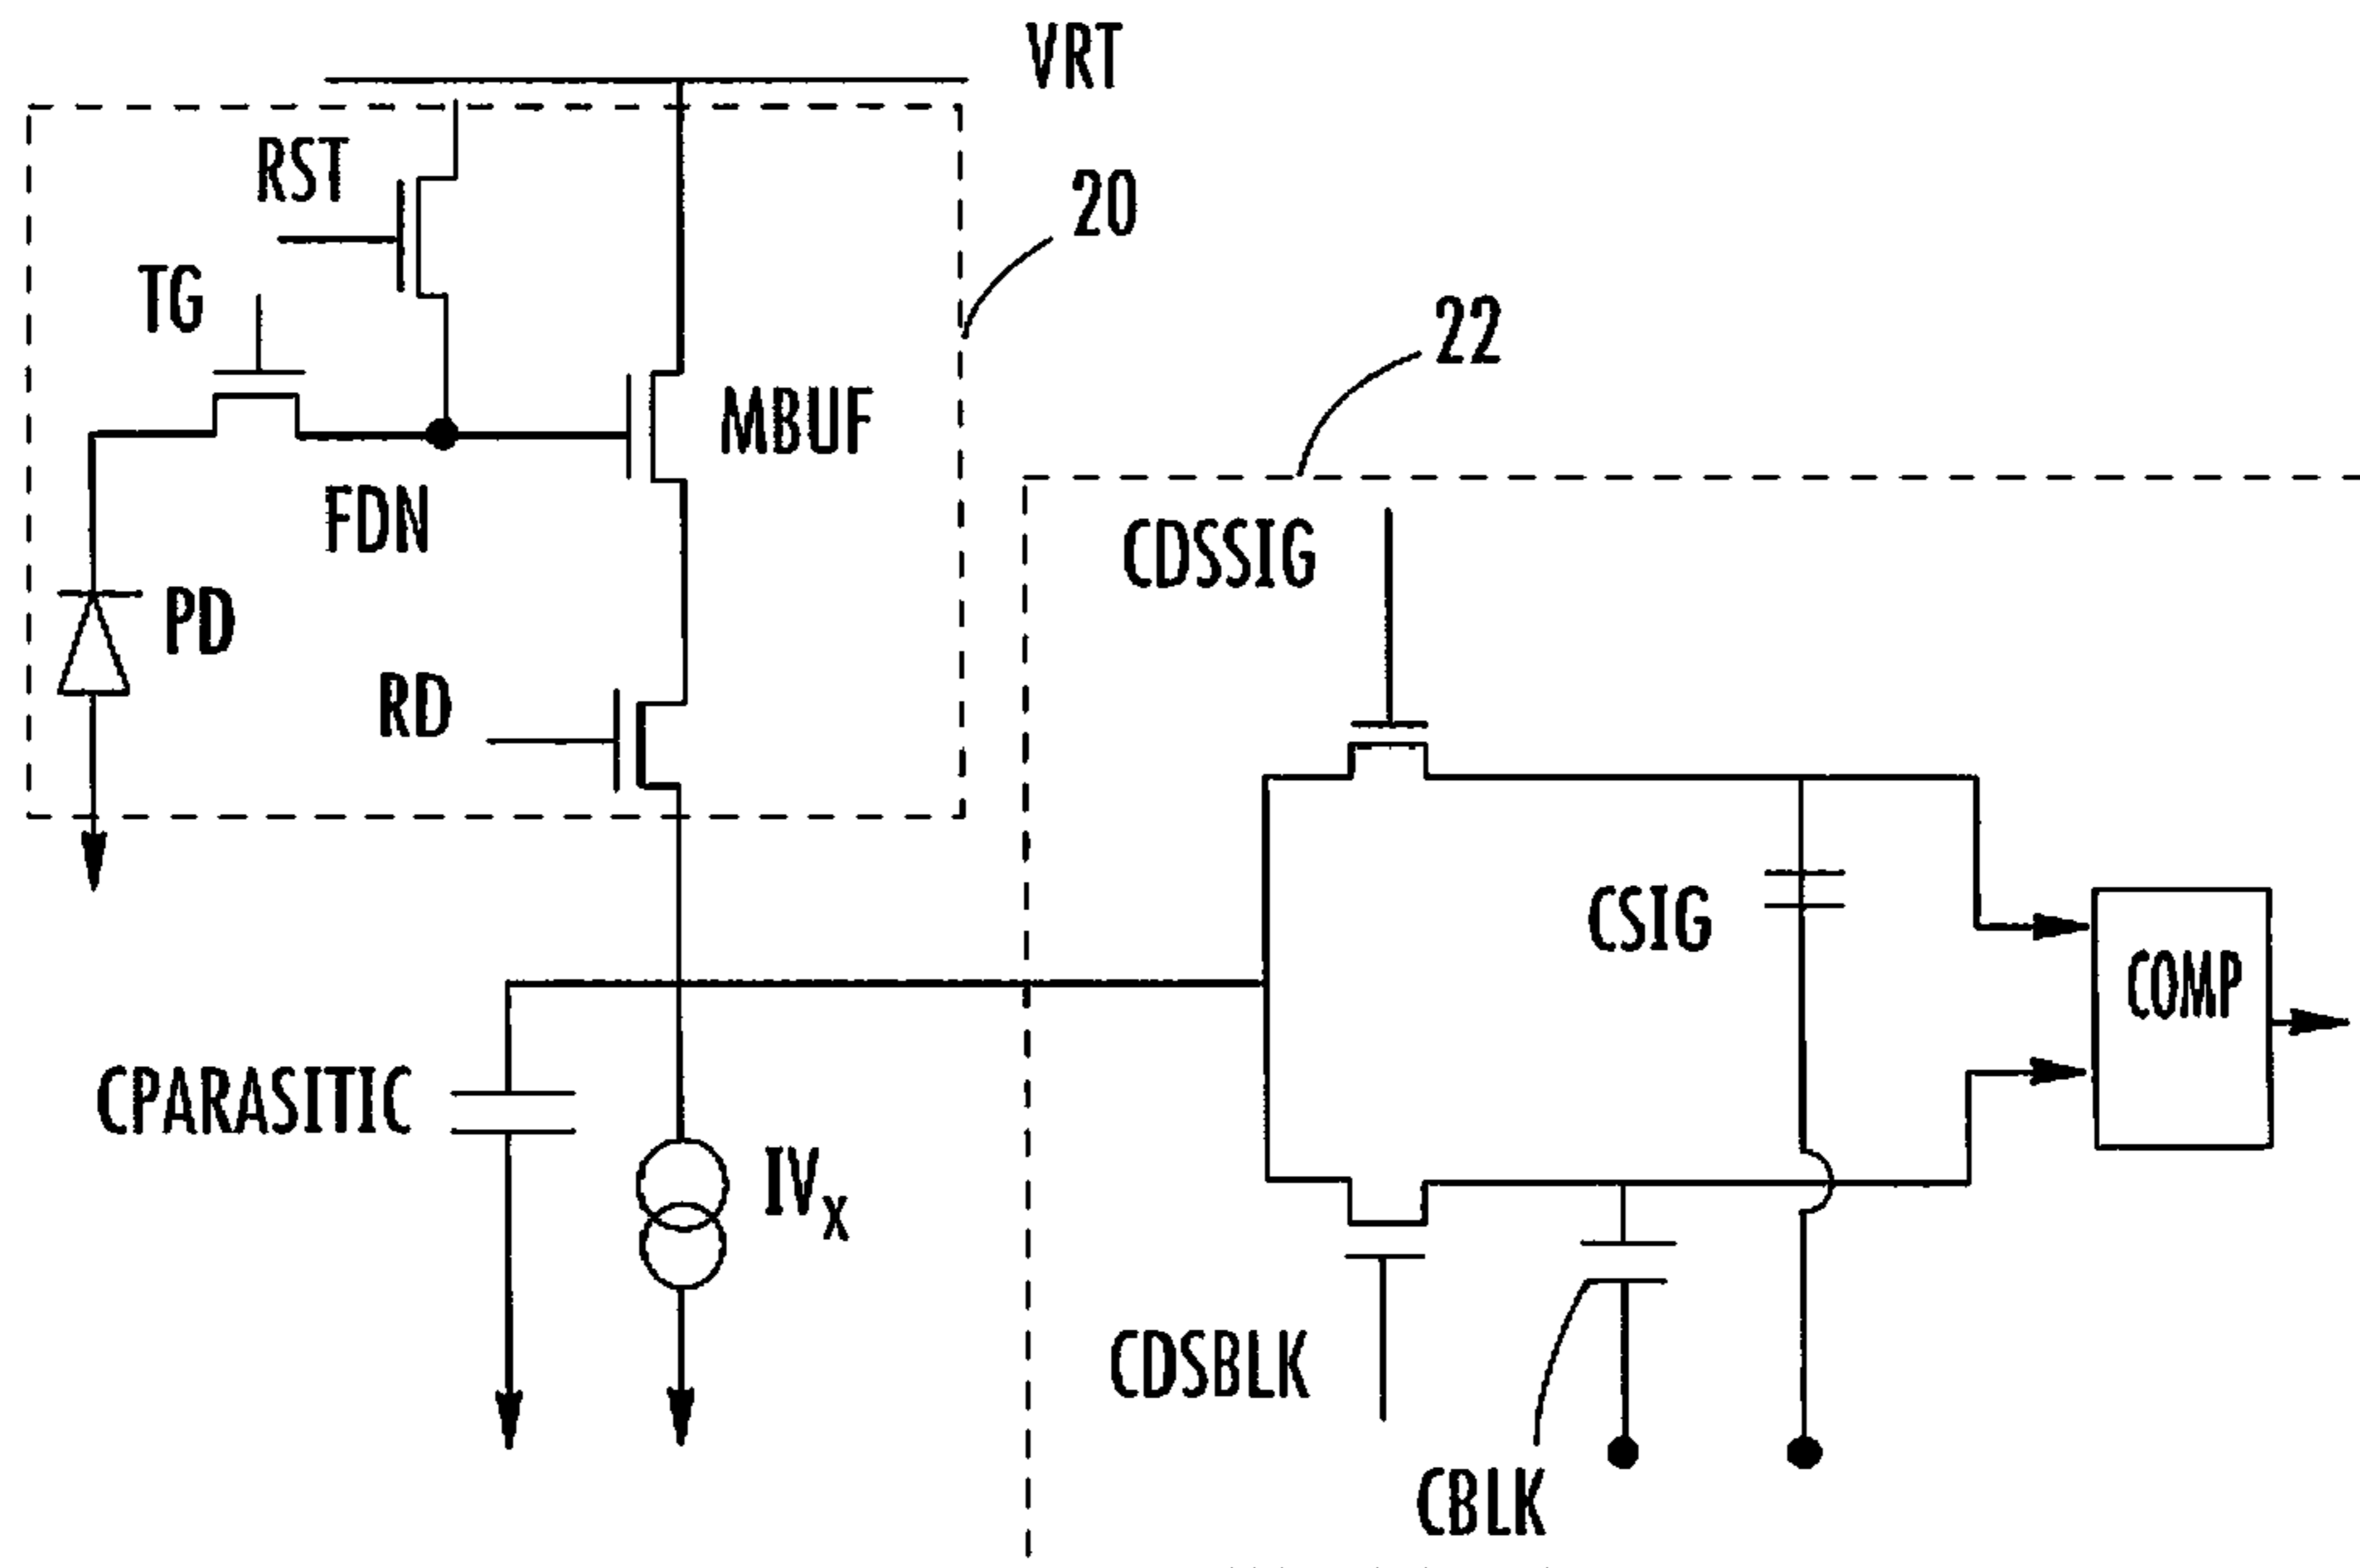 VRT
RST
20
TG
22
MBUF
FDN
CDSSIG
PD
RD
CSIG
COMP
CPARASITIC
IVX
CDSBLK
CBLK